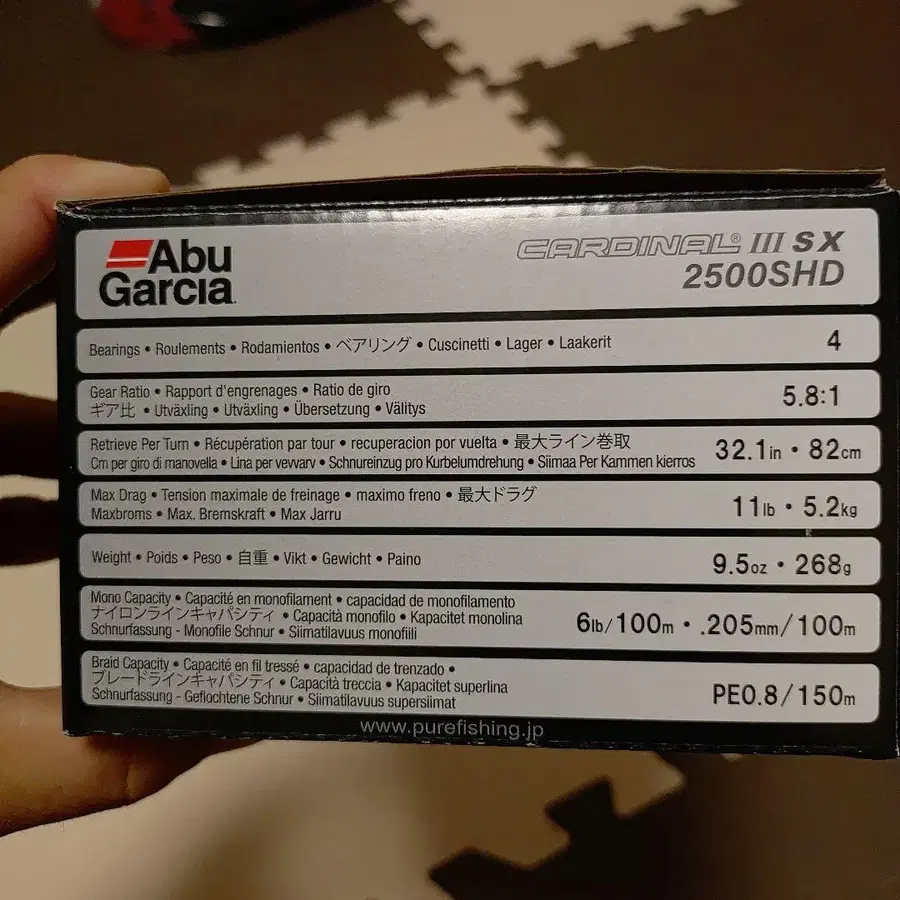 Abu
Garcia
CARDINAL® III SX
2500SHD
Bearings • Roulements • Rodamientos • ベアリング • Cuscinetti • Lager • Laakerit 4
Gear Ratio • Rapport d'engrenages • Ratio de giro
ギア比 • Utväxling • Utväxling • Übersetzung • Välitys
5.8:1
Retrieve Per Turn • Récupération par tour • recuperacion por vuelta • 最大ライン巻取
Cm per giro di manovella • Lina per vevvarv • Schnureinzug pro Kurbelumdrehung • Siimaa Per Kammen kierros
32.1in • 82cm
Max Drag • Tension maximale de freinage • maximo freno • 最大ドラグ
Maxbroms • Max. Bremskraft • Max Jarru
11lb • 5.2kg
Weight • Poids • Peso • 自重 • Vikt • Gewicht • Paino 9.5oz • 268g
Mono Capacity • Capacité en monofilament • capacidad de monofilamento
ナイロンラインキャパシティ • Capacità monofilo • Kapacitet monolina
Schnurfassung - Monofile Schnur • Siimatilavuus monofiili
6lb/100m • .205mm/100m
Braid Capacity • Capacité en fil tressé • capacidad de trenzado •
ブレードラインキャパシティ • Capacità treccia • Kapacitet superlina
Schnurfassung - Geflochtene Schnur • Siimatilavuus supersiimat
PE0.8/150m
www.purefishing.jp